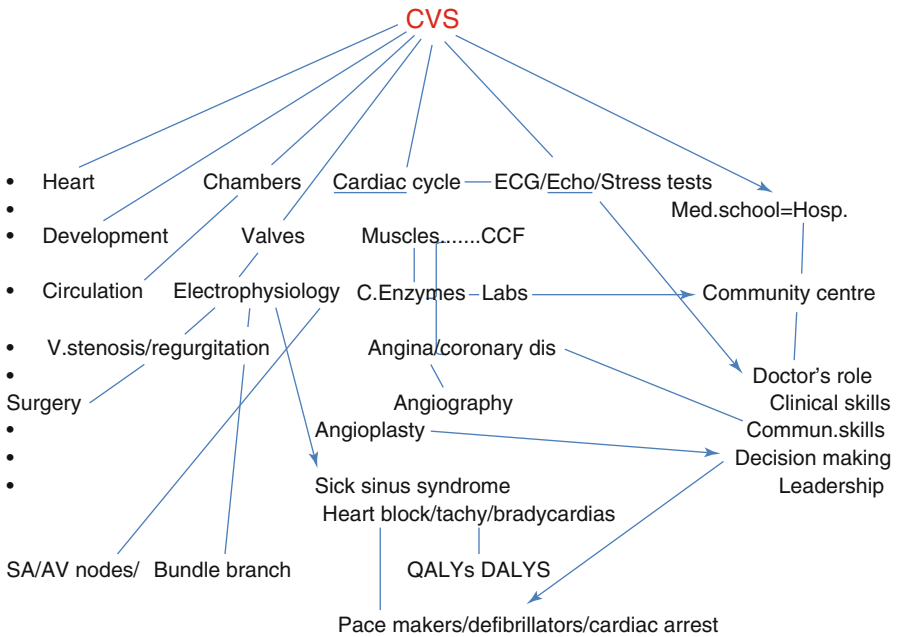 CVS
• Heart Chambers Cardiac cycle ECG/Echo/Stress tests
• Med.school=Hosp.
• Development Valves Muscles.......CCF
• Circulation Electrophysiology C.Enzymes Labs Community centre
• V.stenosis/regurgitation Angina/coronary dis
• Doctor's role
Surgery Angiography Clinical skills
• Angioplasty Commun.skills
• Decision making
• Sick sinus syndrome Leadership
Heart block/tachy/bradycardias
SA/AV nodes/ Bundle branch QALYs DALYS
Pace makers/defibrillators/cardiac arrest